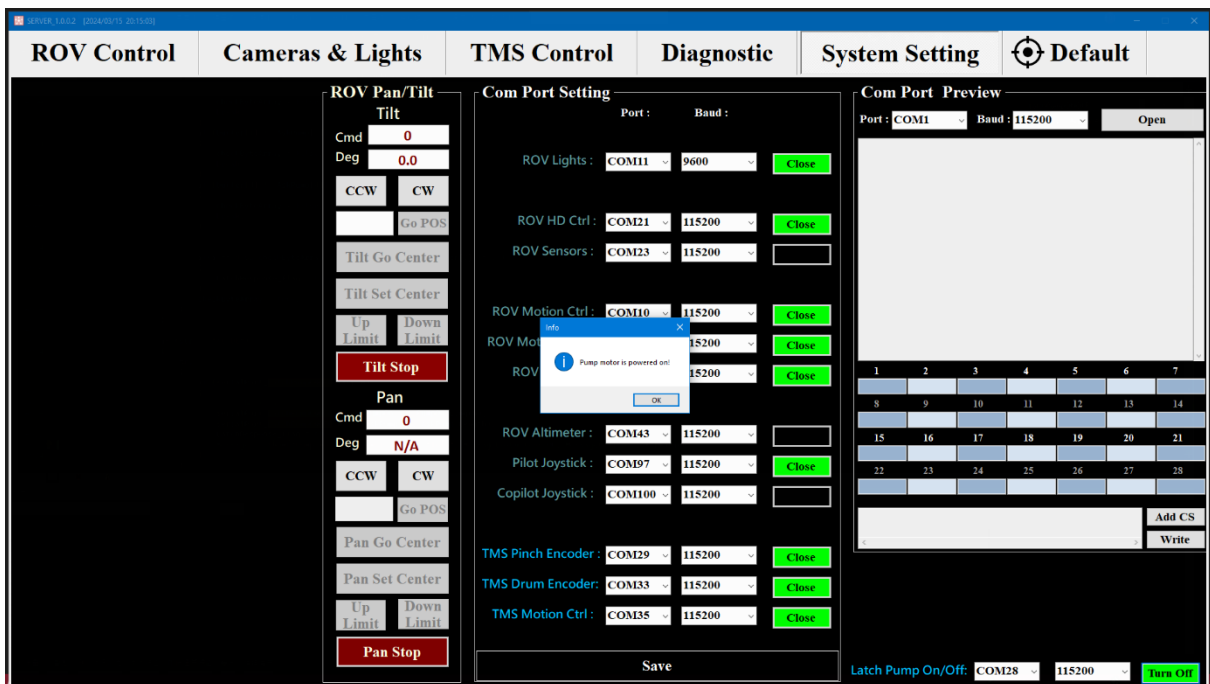 SERVER_1.0.0.2 [2024/03/15 20:15:03]
ROV Control Cameras & Lights TMS Control Diagnostic System Setting Default
ROV Pan/Tilt
Tilt
Cmd 0
Deg 0.0
CCW CW
Go POS
Tilt Go Center
Tilt Set Center
Up Limit Down Limit
Tilt Stop
Pan
Cmd 0
Deg N/A
CCW CW
Go POS
Pan Go Center
Pan Set Center
Up Limit Down Limit
Pan Stop
Com Port Setting
Port : Baud :
ROV Lights : COM11 9600 Close
ROV HD Ctrl : COM21 115200 Close
ROV Sensors : COM23 115200
ROV Motion Ctrl : COM10 115200 Close
ROV Mot 15200 Close
ROV 15200 Close
Info
Pump motor is powered on!
OK
ROV Altimeter : COM43 115200
Pilot Joystick : COM97 115200 Close
Copilot Joystick : COM100 115200
TMS Pinch Encoder : COM29 115200 Close
TMS Drum Encoder: COM33 115200 Close
TMS Motion Ctrl : COM35 115200 Close
Save
Com Port Preview
Port : COM1 Baud : 115200 Open
1 2 3 4 5 6 7
8 9 10 11 12 13 14
15 16 17 18 19 20 21
22 23 24 25 26 27 28
Add CS
Write
Latch Pump On/Off: COM28 115200 Turn Off